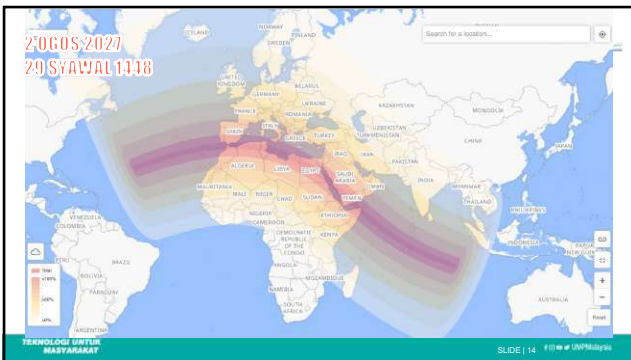 2 OGOS 2027
29 SYAWAL 1448
Search for a location...
NORWAY
ICELAND
FINLAND
SWEDEN
UNITED
KINGDOM
BELARUS
GERMANY
UKRAINE
FRANCE
ROMANIA
KAZAKHSTAN
MONGOLIA
ITALY
SPAIN
GREECE
TURKEY
UZBEKISTAN
TURKMENISTAN
CHINA
JAPAN
IRAQ
IRAN
PAKISTAN
ALGERIA
LIBYA
EGYPT
SAUDI
ARABIA
OMAN
INDIA
MYANMAR
MAURITANIA
MALI
NIGER
CHAD
SUDAN
YEMEN
THAILAND
PHILIPPINES
VENEZUELA
COLOMBIA
NIGERIA
CAMEROON
ETHIOPIA
KENYA
DEMOCRATIC
REPUBLIC
OF THE
CONGO
INDONESIA
PAPUA
NEW GUINEA
PERU
BRAZIL
BOLIVIA
PARAGUAY
ANGOLA
MOZAMBIQUE
NAMIBIA
SOUTH
AFRICA
AUSTRALIA
ARGENTINA
Total
Reset
TEKNOLOGI UNTUK
MASYARAKAT
SLIDE | 14